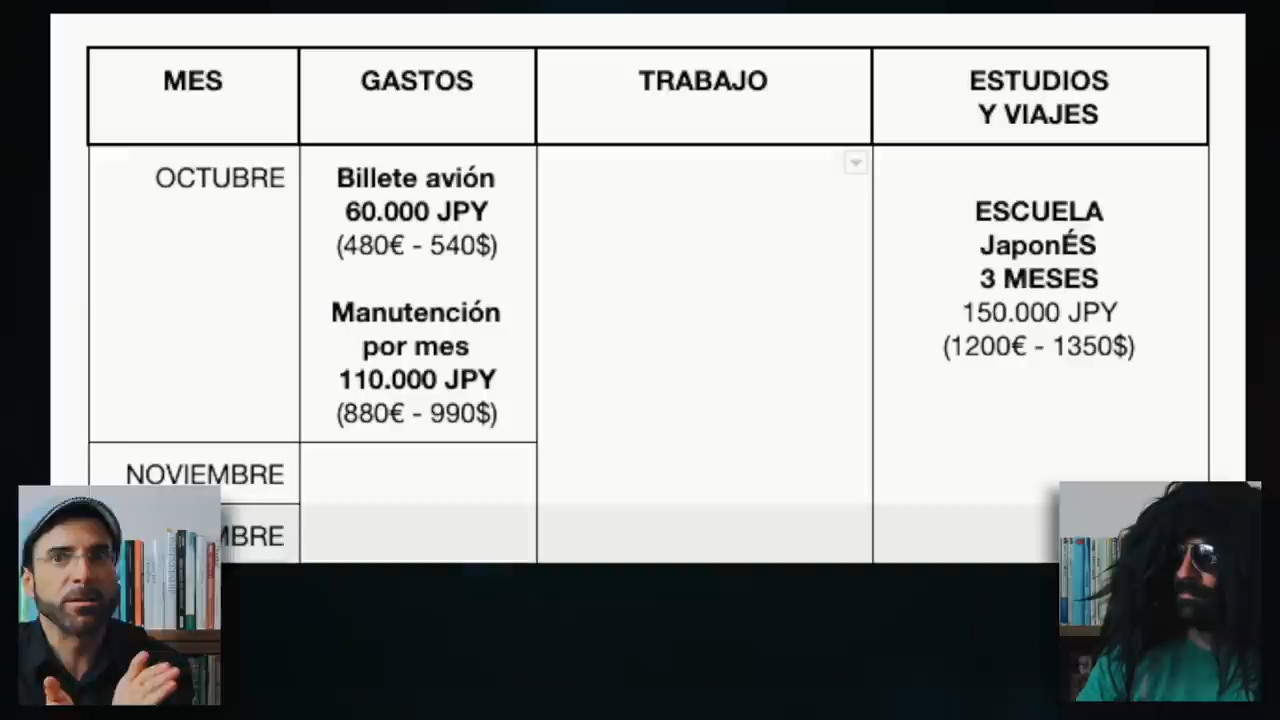 MES
GASTOS
TRABAJO
ESTUDIOS
Y VIAJES
OCTUBRE
Billete avión
60.000 JPY
(480€ - 540$)
Manutención
por mes
110.000 JPY
(880€ - 990$)
ESCUELA
JaponÉS
3 MESES
150.000 JPY
(1200€ - 1350$)
NOVIEMBRE
MBRE